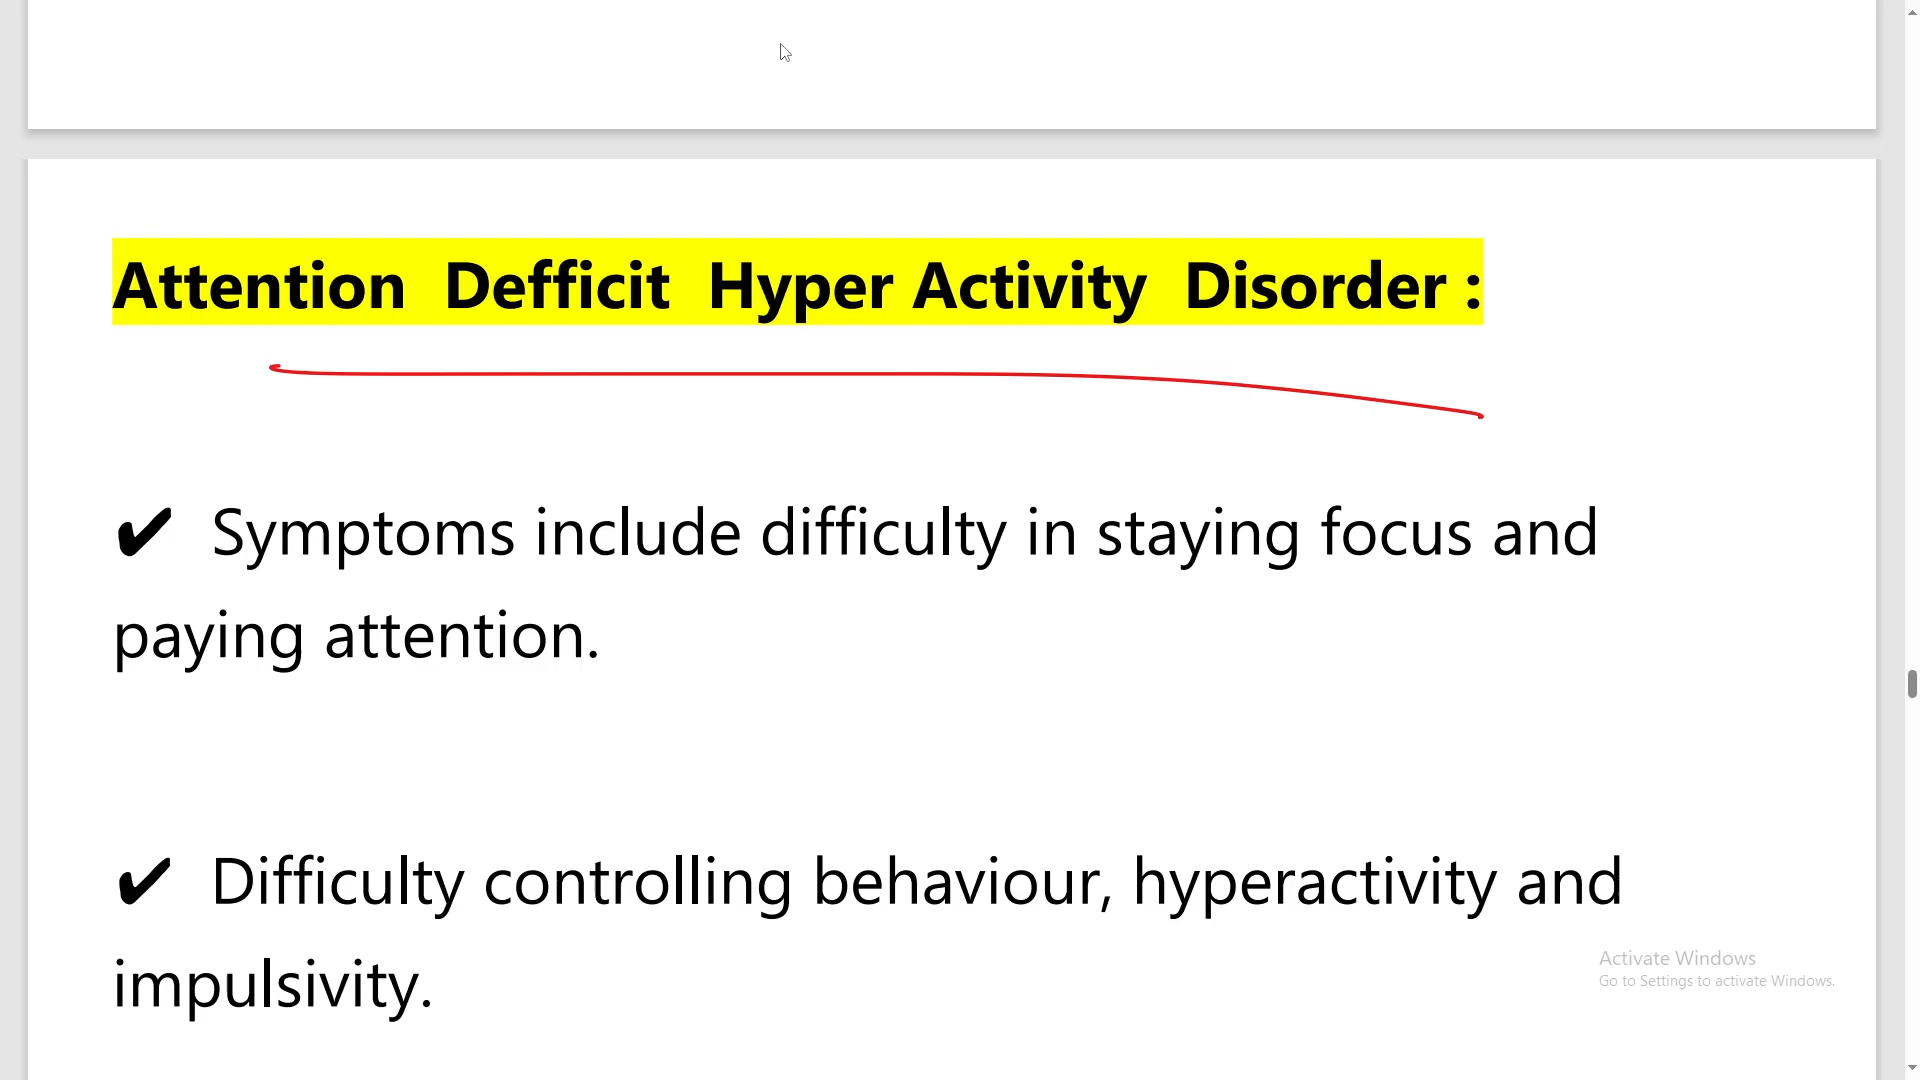 Attention Defficit Hyper Activity Disorder :
✔ Symptoms include difficulty in staying focus and
paying attention.
✔ Difficulty controlling behaviour, hyperactivity and
impulsivity.
Activate Windows
Go to Settings to activate Windows.